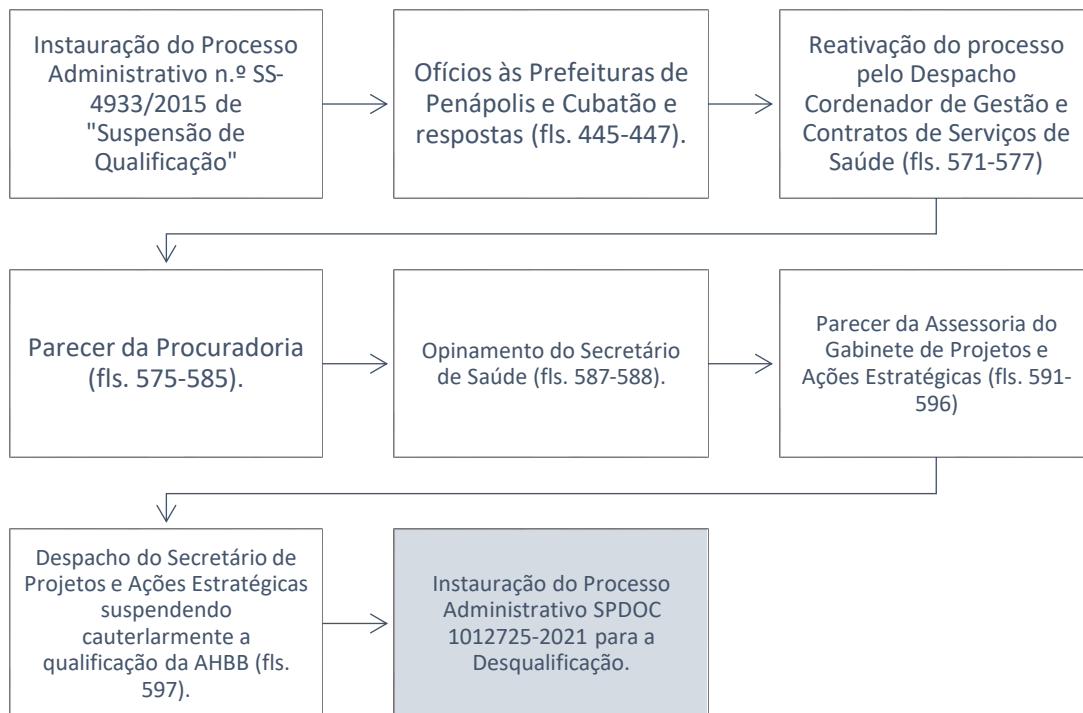 Instauração do Processo
Administrativo n.º SS-
4933/2015 de
"Suspensão de
Qualificação"
Ofícios às Prefeituras de
Penápolis e Cubatão e
respostas (fls. 445-447).
Reativação do processo
pelo Despacho
Cordenador de Gestão e
Contratos de Serviços de
Saúde (fls. 571-577)
Parecer da Procuradoria
(fls. 575-585).
Opinamento do Secretário
de Saúde (fls. 587-588).
Parecer da Assessoria do
Gabinete de Projetos e
Ações Estratégicas (fls. 591-
596)
Despacho do Secretário de
Projetos e Ações Estratégicas
suspendendo
cauterlarmente a
qualificação da AHBB (fls.
597).
Instauração do Processo
Administrativo SPDOC
1012725-2021 para a
Desqualificação.